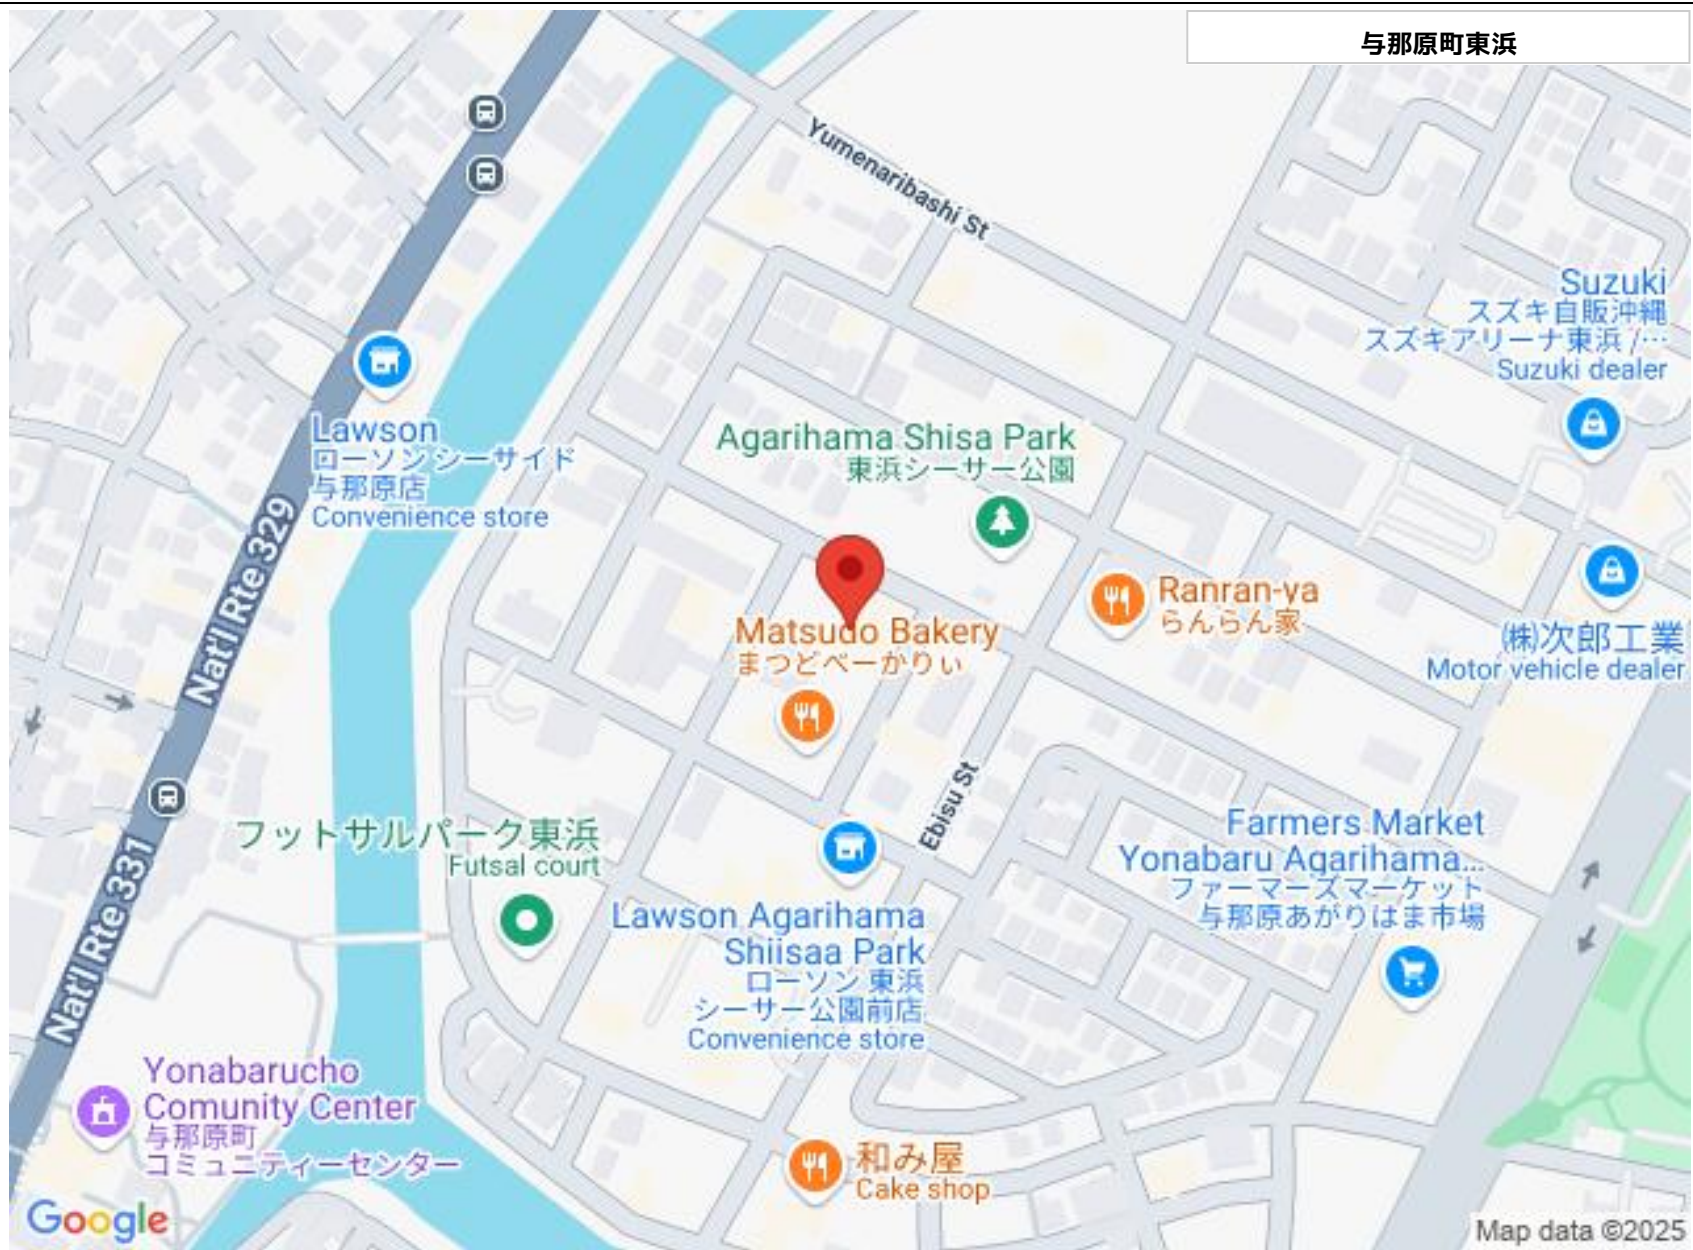 与那原町東浜
Yumenaribashi St
Suzuki
スズキ自販沖縄
スズキアリーナ東浜 /…
Suzuki dealer
Lawson
ローソン シーサイド
与那原店
Convenience store
Agarihama Shisa Park
東浜シーサー公園
Nat'l Rte 329
Ranran-ya
らんらん家
Matsudo Bakery
まつどべーかりぃ
㈱次郎工業
Motor vehicle dealer
Ebisu St
フットサルパーク東浜
Futsal court
Farmers Market
Yonabaru Agarihama...
ファーマーズマーケット
与那原あがりはま市場
Nat'l Rte 331
Lawson Agarihama
Shiisaa Park
ローソン 東浜
シーサー公園前店
Convenience store
Yonabarucho
Comunity Center
与那原町
コミュニティーセンター
和み屋
Cake shop
Google
Map data ©2025